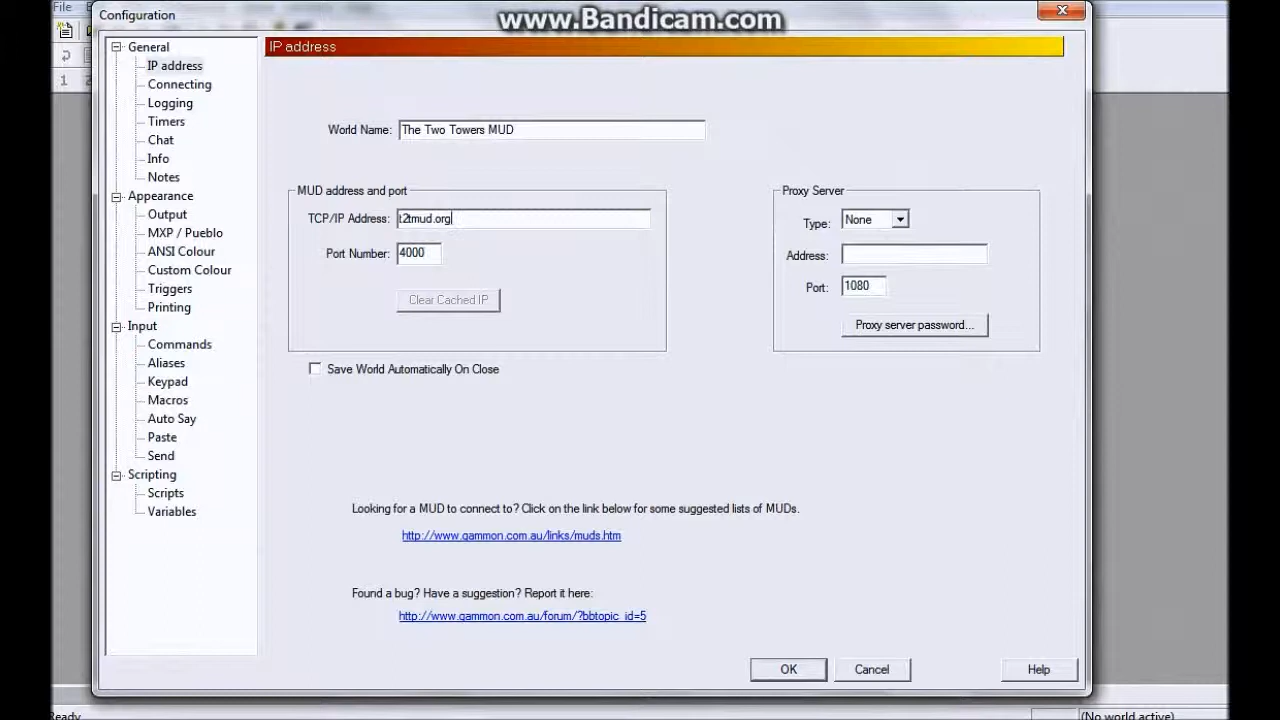 File
www.Bandicam.com
Configuration
1
General
IP address
Connecting
Logging
Timers
Chat
Info
Notes
Appearance
Output
MXP / Pueblo
ANSI Colour
Custom Colour
Triggers
Printing
Input
Commands
Aliases
Keypad
Macros
Auto Say
Paste
Send
Scripting
Scripts
Variables
IP address
World Name: The Two Towers MUD
MUD address and port
TCP/IP Address: t2tmud.org
Port Number: 4000
Clear Cached IP
Proxy Server
Type: None
Address:
Port: 1080
Proxy server password...
Save World Automatically On Close
Looking for a MUD to connect to? Click on the link below for some suggested lists of MUDs.
http://www.gammon.com.au/links/muds.htm
Found a bug? Have a suggestion? Report it here:
http://www.gammon.com.au/forum/?bbtopic_id=5
OK Cancel Help
Ready (No world active)